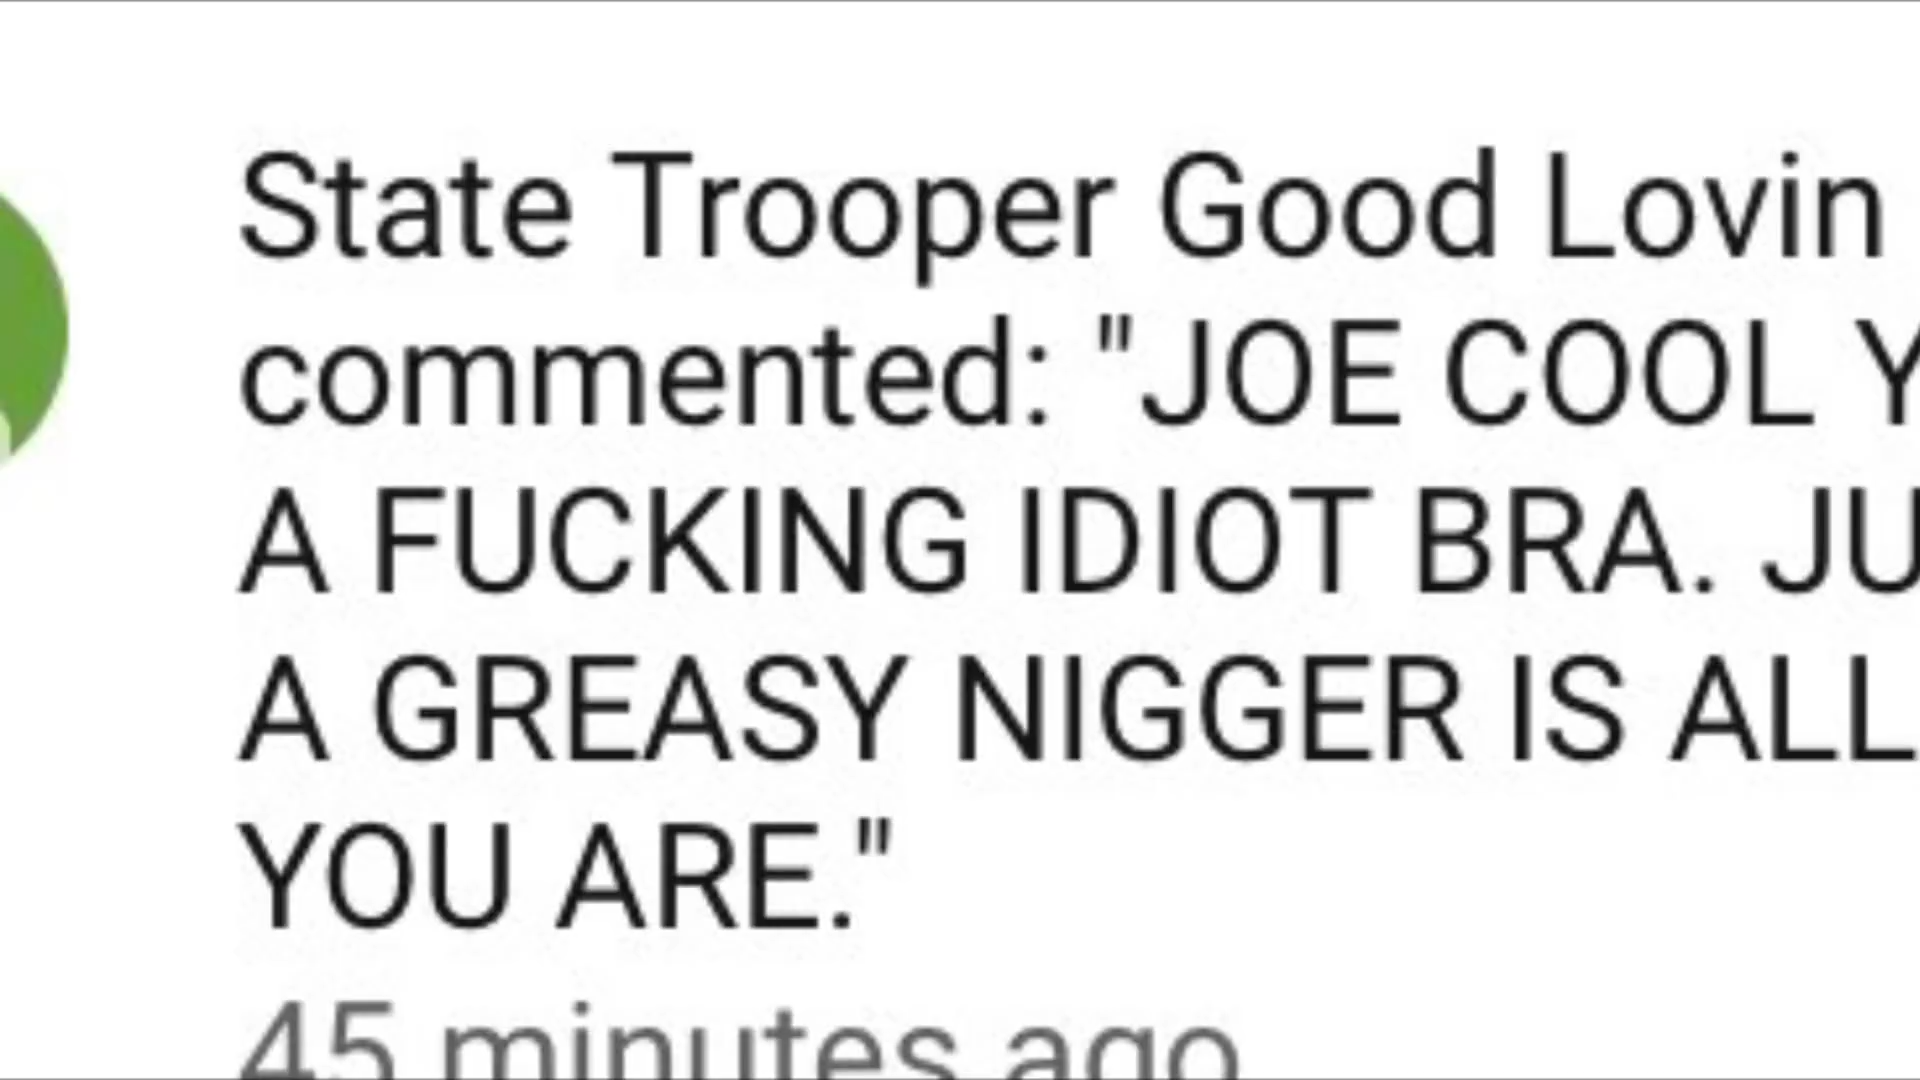 State Trooper Good Lovin
commented: "JOE COOL
A FUCKING IDIOT BRA.
A GREASY NIGGER IS ALL
YOU ARE."
45 minutes ago